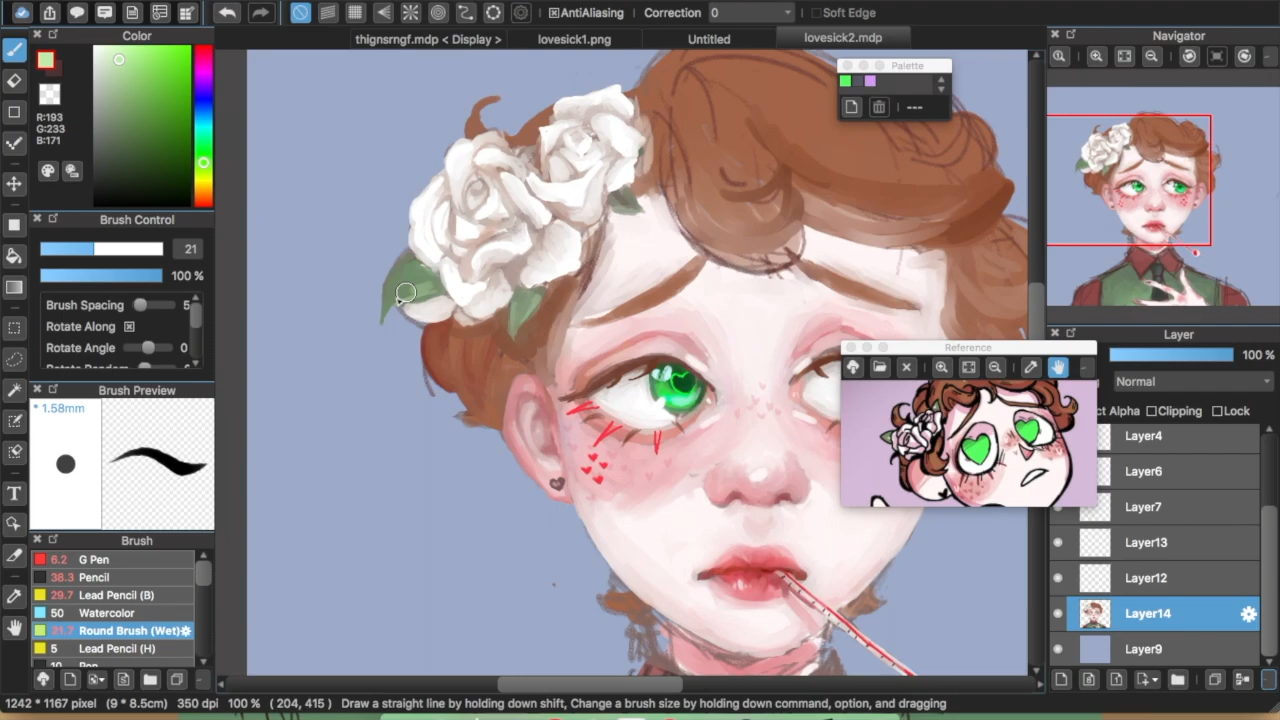 AntiAliasing Correction 0 Soft Edge
Color
thignsrngf.mdp < Display > lovesick1.png Untitled lovesick2.mdp
Navigator
Palette
---
R:193
G:233
B:171
Brush Control
21
100 %
Brush Spacing 5
Rotate Along
Rotate Angle 0
Brush Preview
* 1.58mm
Reference
Layer
100 %
Normal
ct Alpha Clipping Lock
Layer4
Layer6
Layer7
Layer13
Layer12
Layer14
Layer9
Brush
6.2 G Pen
38.3 Pencil
29.7 Lead Pencil (B)
50 Watercolor
21.7 Round Brush (Wet)
5 Lead Pencil (H)
10 Pen
T
1242 * 1167 pixel (9 * 8.5cm) 350 dpi 100 % ( 204, 415 ) Draw a straight line by holding down shift, Change a brush size by holding down command, option, and dragging